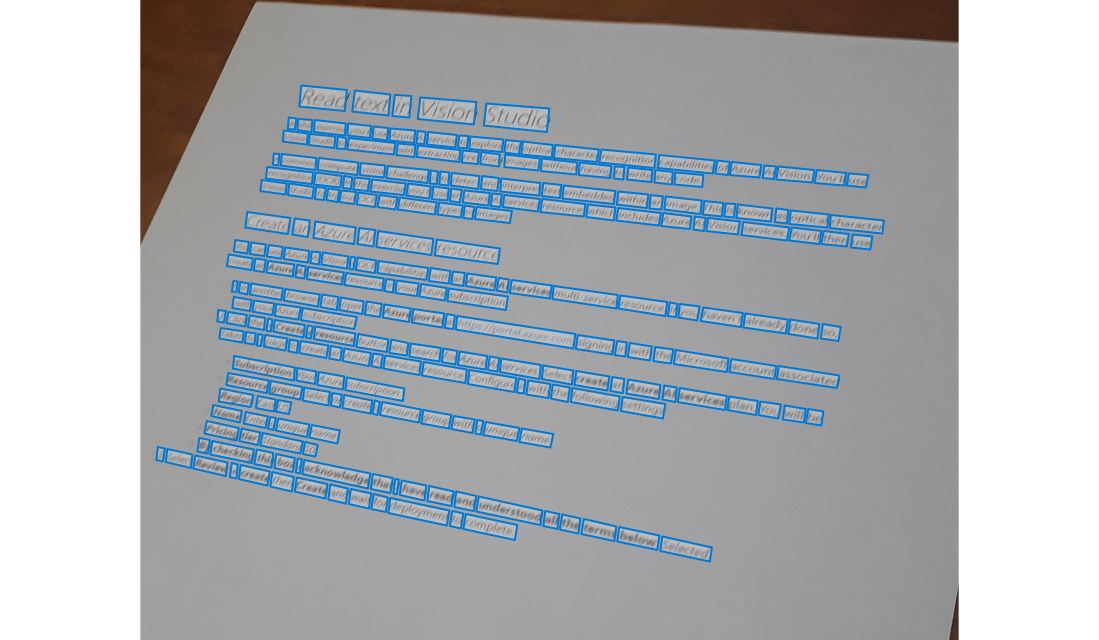 Read text in Vision Studio
In this exercise you'll use Azure AI service to explore the optical character recognition capabilities of Azure AI Vision. You'll use
Vision Studio to experiment with extracting text from images without having to write any code.
A common computer vision challenge is to detect and interpret text embedded within an image. This is known as optical character
recognition (OCR). In this exercise you'll use an Azure AI services resource, which includes Azure AI Vision services. You'll then use
Vision Studio to try out OCR with different types of images.
Create an Azure AI services resource
You can use Azure AI Vision's OCR capabilities with an Azure AI services multi-service resource. If you haven't already done so,
create an Azure AI services resource in your Azure subscription.
In another browser tab, open the Azure portal at https://portal.azure.com, signing in with the Microsoft account associated
with your Azure subscription.
Click the + Create a resource button and search for Azure AI services. Select create an Azure AI services plan. You will be
taken to a page to create an Azure AI services resource. Configure it with the following settings:
Subscription: Your Azure subscription.
Resource group: Select or create a resource group with a unique name.
Region: East US.
Name: Enter a unique name.
Pricing tier: Standard S0.
By checking this box I acknowledge that I have read and understood all the terms below: Selected.
Select Review + create then Create and wait for deployment to complete.